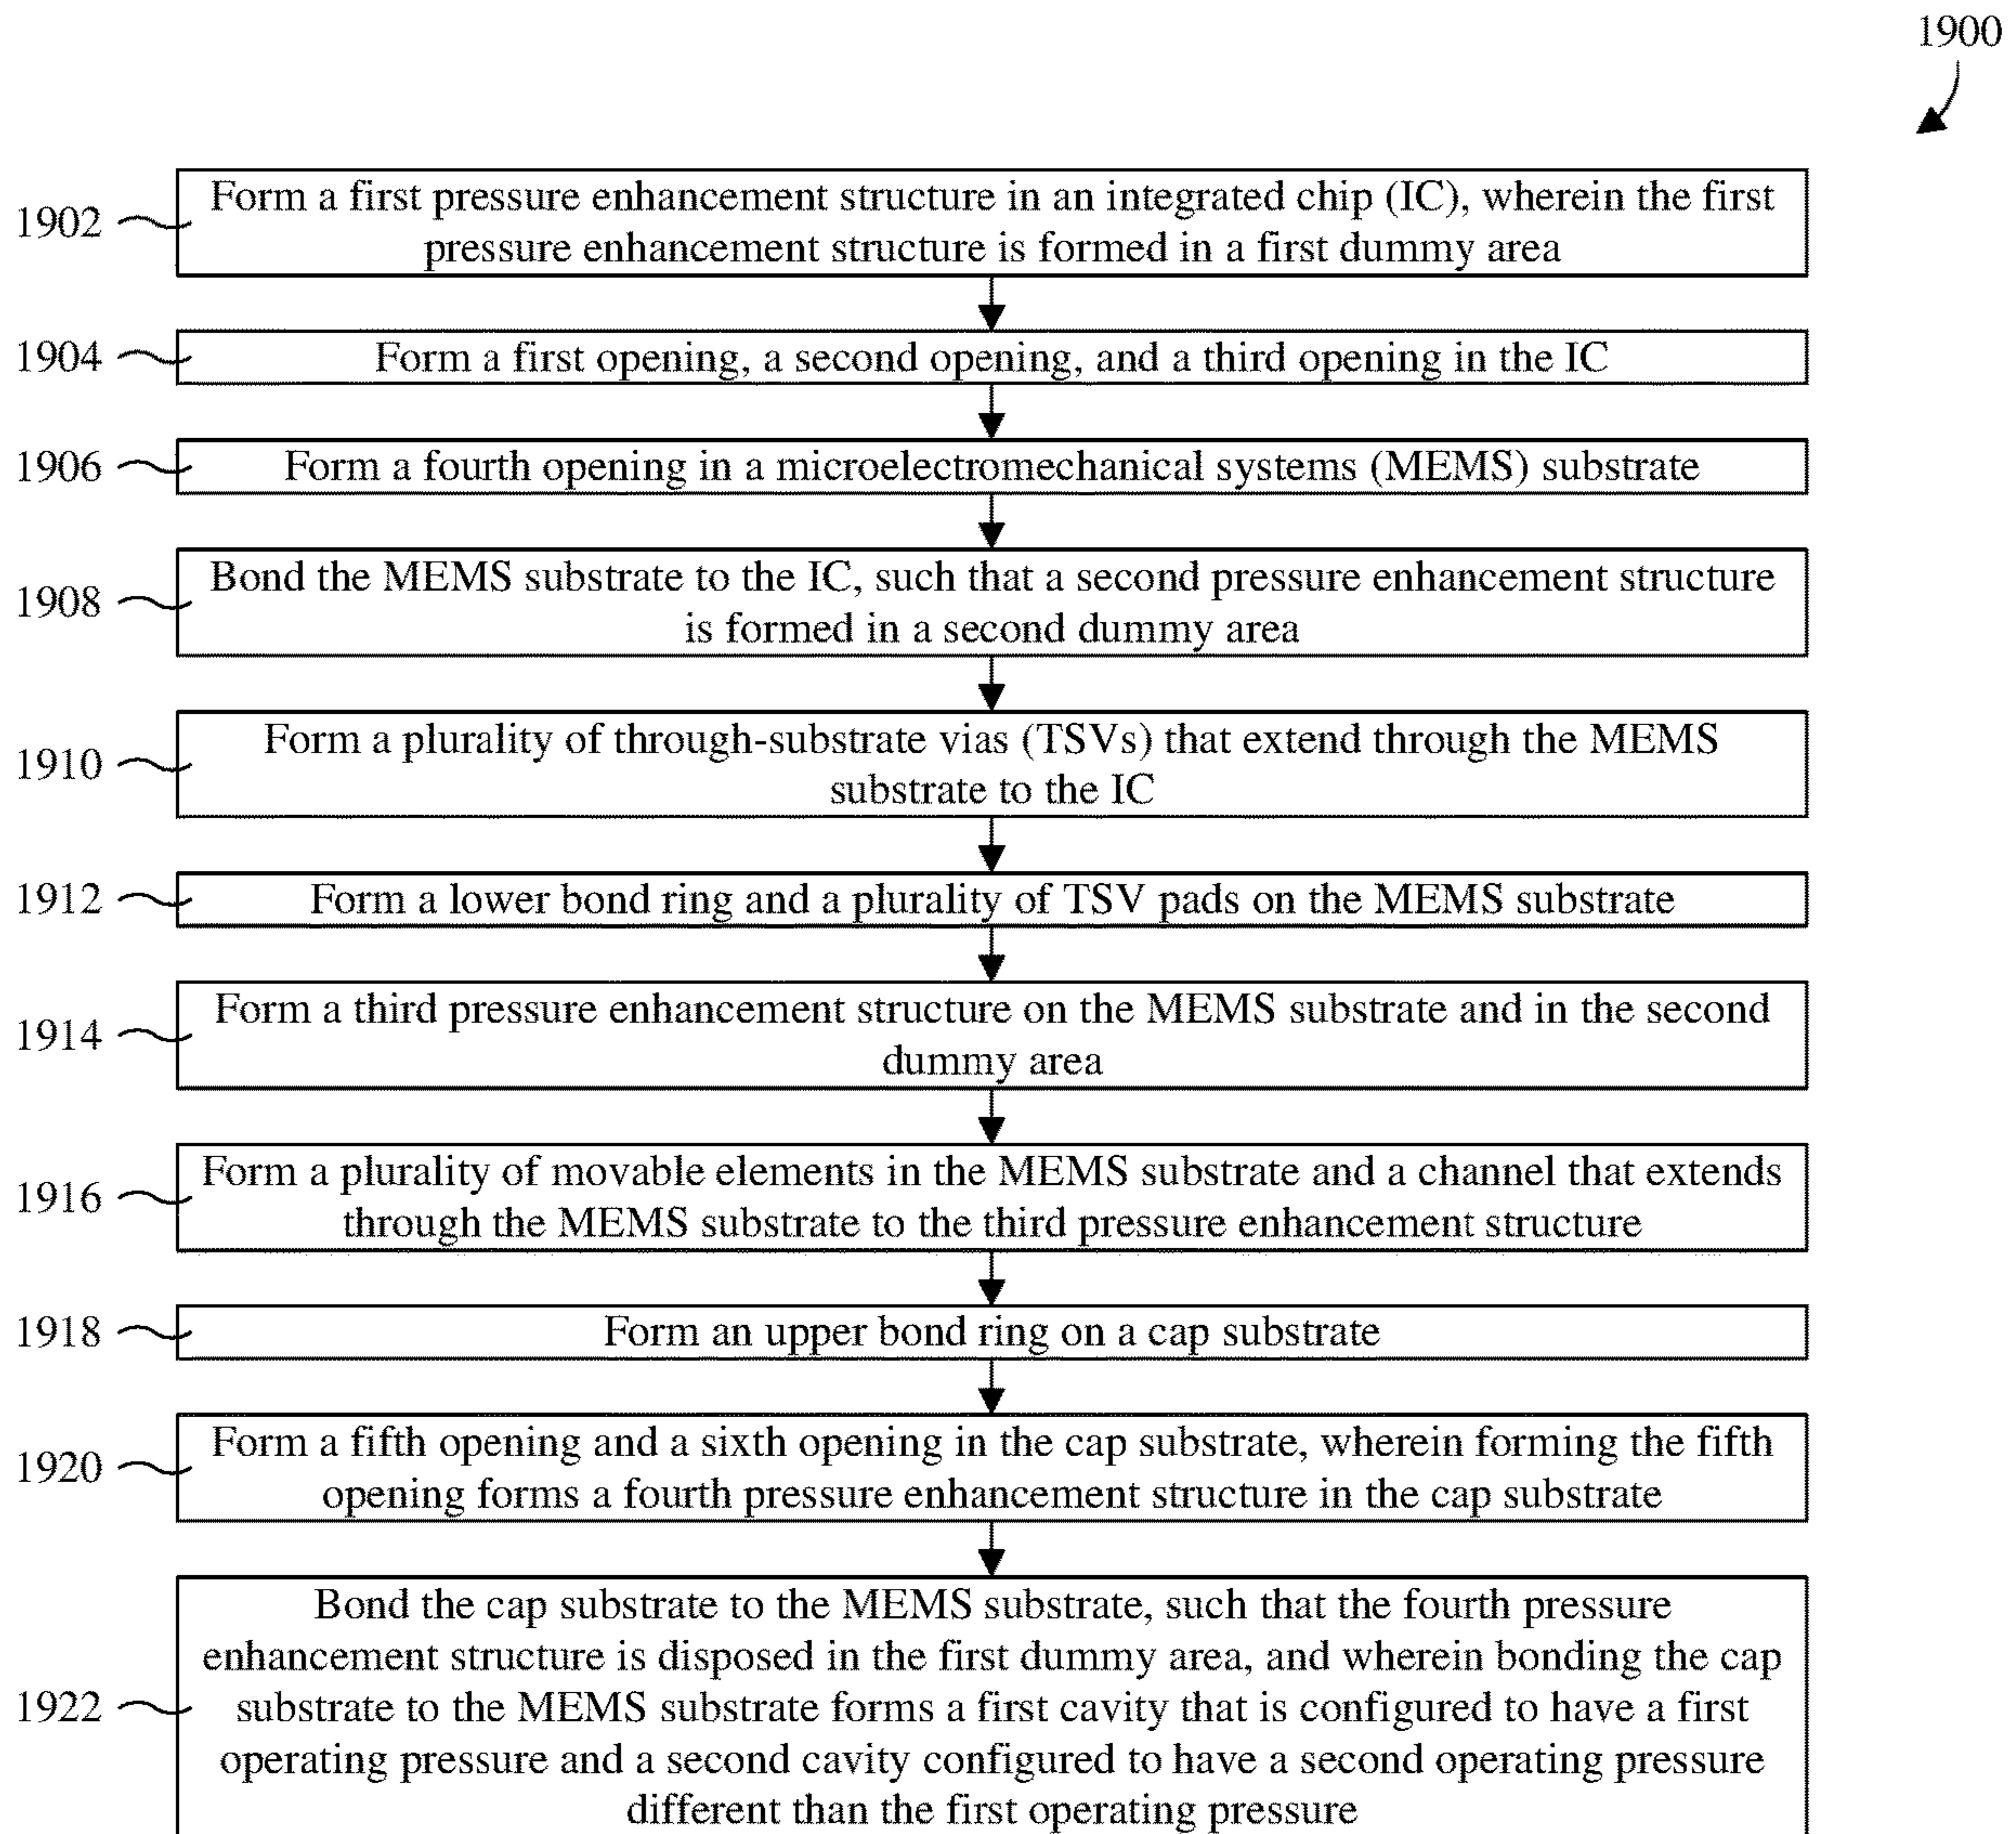 1900
Form a first pressure enhancement structure in an integrated chip (IC), wherein the first
1902
pressure enhancement structure is formed in a first dummy area
1904
Form a first opening, a second opening, and a third opening in the IC
1906
Form a fourth opening in a microelectromechanical systems (MEMS) substrate
Bond the MEMS substrate to the IC, such that a second pressure enhancement structure
1908
is formed in a second dummy area
Form a plurality of through-substrate vias (TSVs) that extend through the MEMS
1910
substrate to the IC
1912
Form a lower bond ring and a plurality of TSV pads on the MEMS substrate
Form a third pressure enhancement structure on the MEMS substrate and in the second
1914
dummy area
Form a plurality of movable elements in the MEMS substrate and a channel that extends
1916
through the MEMS substrate to the third pressure enhancement structure
1918
Form an upper bond ring on a cap substrate
Form a fifth opening and a sixth opening in the cap substrate, wherein forming the fifth
1920
opening forms a fourth pressure enhancement structure in the cap substrate
Bond the cap substrate to the MEMS substrate, such that the fourth pressure
enhancement structure is disposed in the first dummy area, and wherein bonding the cap
1922
substrate to the MEMS substrate forms a first cavity that is configured to have a first
operating pressure and a second cavity configured to have a second operating pressure
different than the first operating pressure